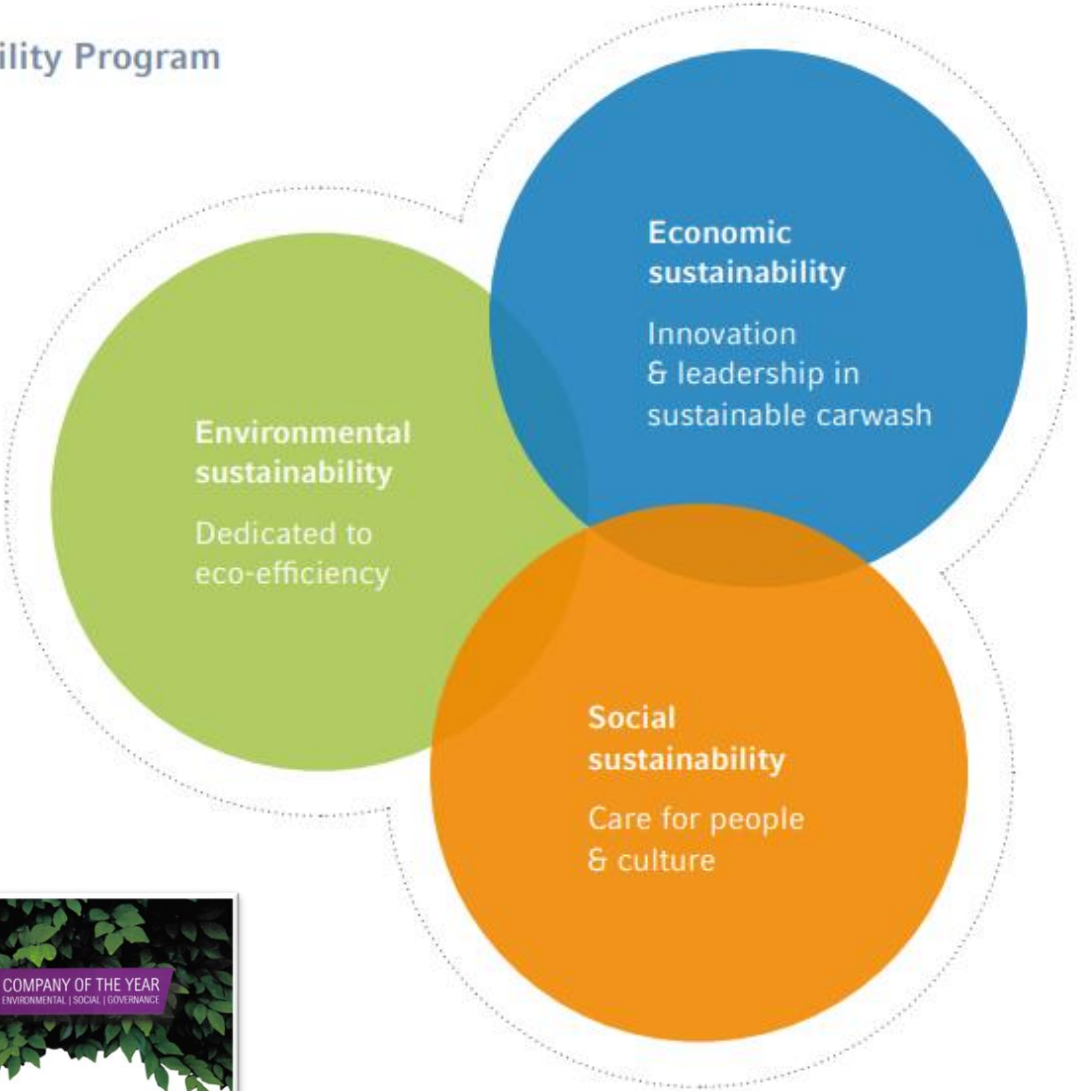 ility Program
Economic
sustainability
Innovation
& leadership in
sustainable carwash
Environmental
sustainability
Dedicated to
eco-efficiency
Social
sustainability
Care for people
& culture
COMPANY OF THE YEAR
ENVIRONMENTAL | SOCIAL | GOVERNANCE